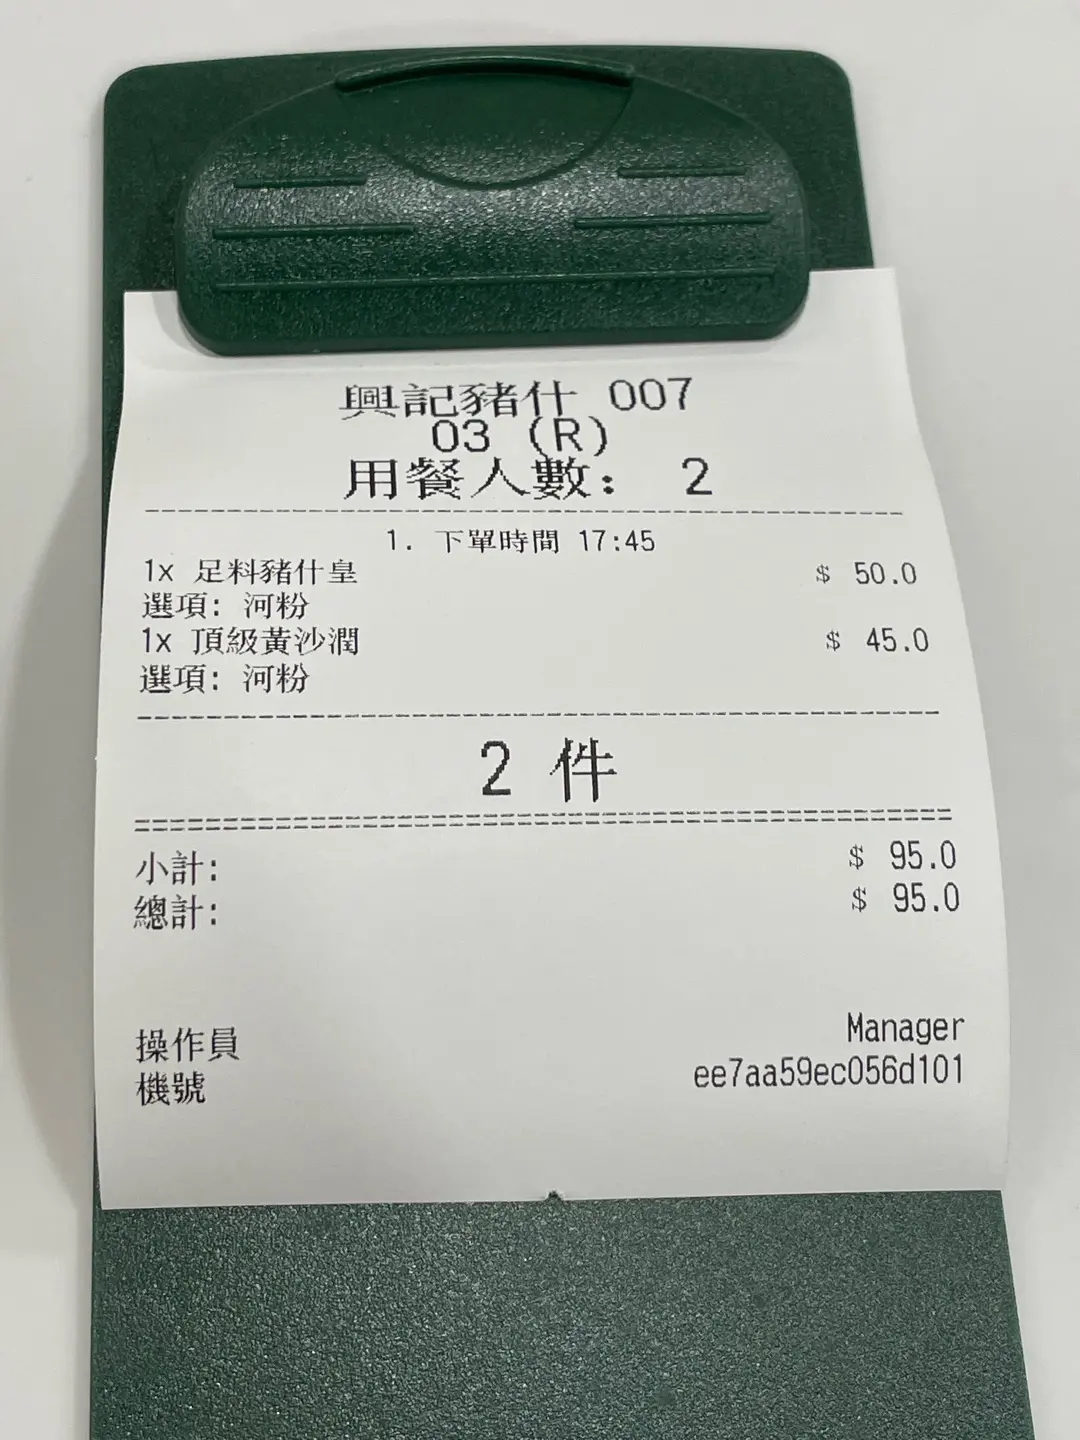 興記豬什 007
03 (R)
用餐人數: 2
1. 下單時間 17:45
1x 足料豬什皇 $ 50.0
選項: 河粉
1x 頂級黃沙潤 $ 45.0
選項: 河粉
2 件
小計: $ 95.0
總計: $ 95.0
操作員 Manager
機號 ee7aa59ec056d101